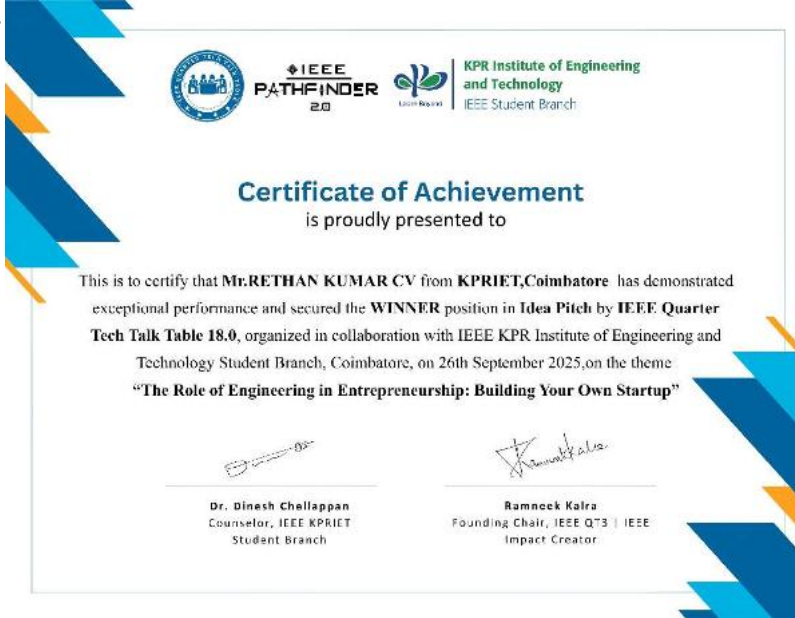 IEEE
PATHFINDER
2.0
Learn Beyond
KPR Institute of Engineering
and Technology
IEEE Student Branch
Certificate of Achievement
is proudly presented to
This is to certify that Mr.RETHAN KUMAR CV from KPRIET,Coimbatore has demonstrated
exceptional performance and secured the WINNER position in Idea Pitch by IEEE Quarter
Tech Talk Table 18.0, organized in collaboration with IEEE KPR Institute of Engineering and
Technology Student Branch, Coimbatore, on 26th September 2025,on the theme
“The Role of Engineering in Entrepreneurship: Building Your Own Startup”
Ramneek Kalra
Dr. Dinesh Chellappan
Counselor, IEEE KPRIET
Student Branch
Ramneek Kalra
Founding Chair, IEEE QT3 | IEEE
Impact Creator